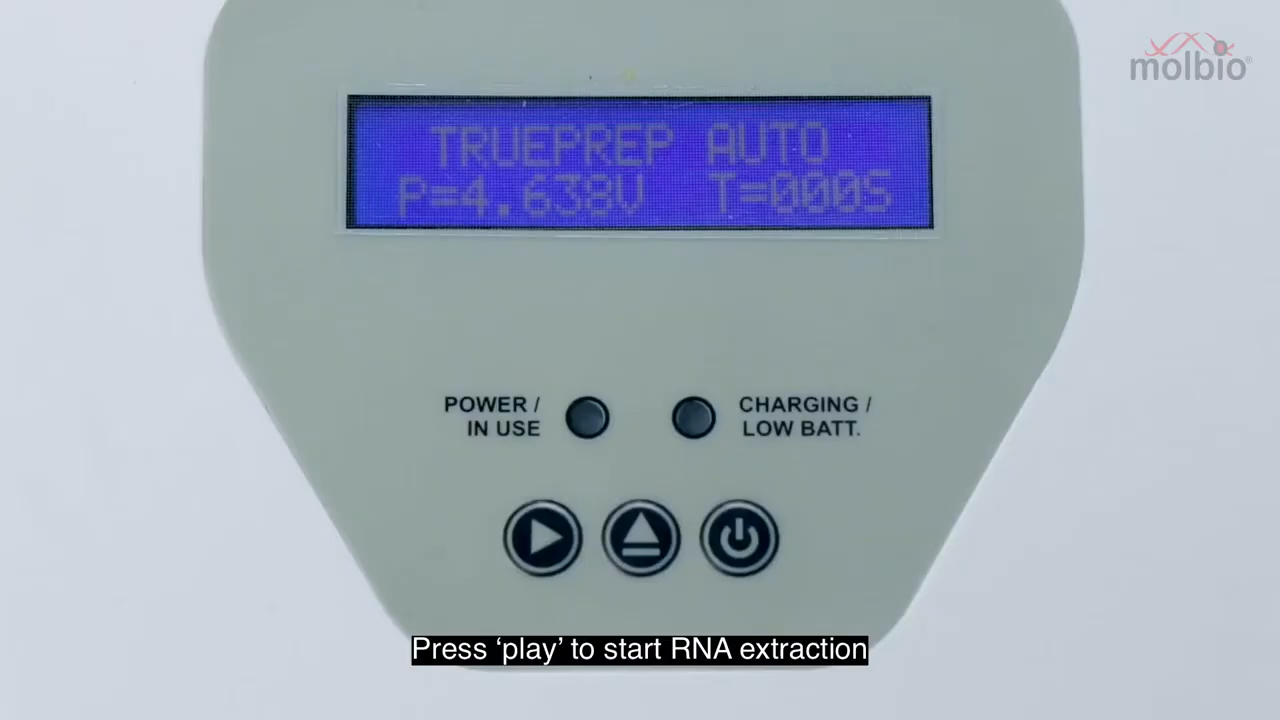 molbio®
TRUEPREP AUTO
P=4.638V T=000S
POWER /
IN USE
CHARGING /
LOW BATT.
Press ‘play’ to start RNA extraction